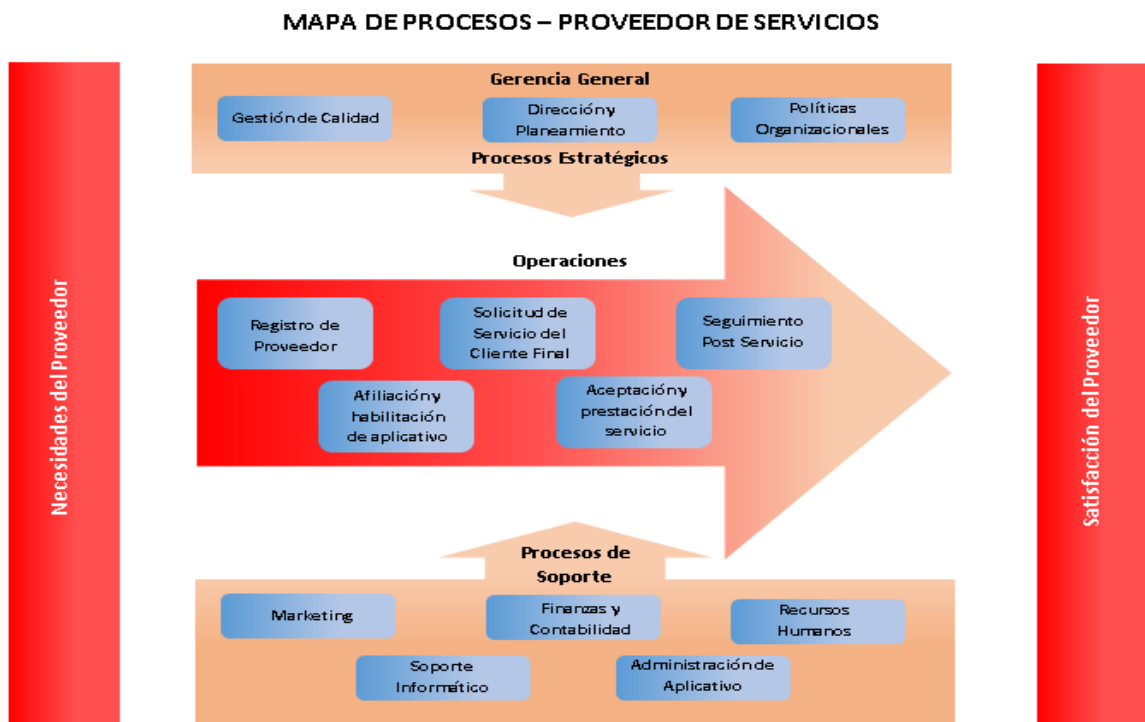 MAPA DE PROCESOS – PROVEEDOR DE SERVICIOS
Necesidades del Proveedor
Gerencia General
Gestión de Calidad
Dirección y
Planeamiento
Políticas
Organizacionales
Procesos Estratégicos
Operaciones
Registro de
Proveedor
Solicitud de
Servicio del
Cliente Final
Seguimiento
Post Servicio
Afiliación y
habilitación
de aplicativo
Aceptación y
prestación del
servicio
Procesos de
Soporte
Marketing
Finanzas y
Contabilidad
Recursos
Humanos
Soporte
Informático
Administración de
Aplicativo
Satisfacción del Proveedor